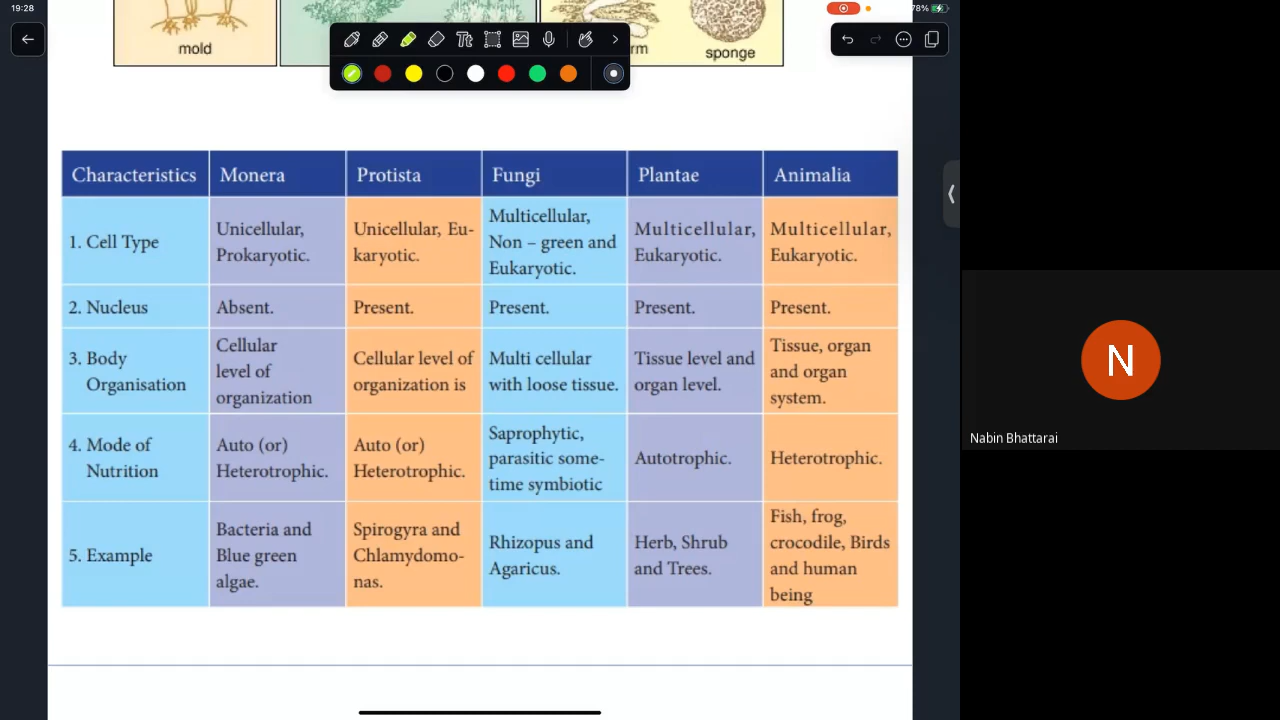 19:28
78%
mold
rm
sponge
Characteristics
Monera
Protista
Fungi
Plantae
Animalia
1. Cell Type
Unicellular,
Prokaryotic.
Unicellular, Eu-
karyotic.
Multicellular,
Non – green and
Eukaryotic.
Multicellular,
Eukaryotic.
Multicellular,
Eukaryotic.
2. Nucleus
Absent.
Present.
Present.
Present.
Present.
3. Body
Organisation
Cellular
level of
organization
Cellular level of
organization is
Multi cellular
with loose tissue.
Tissue level and
organ level.
Tissue, organ
and organ
system.
4. Mode of
Nutrition
Auto (or)
Heterotrophic.
Auto (or)
Heterotrophic.
Saprophytic,
parasitic some-
time symbiotic
Autotrophic.
Heterotrophic.
5. Example
Bacteria and
Blue green
algae.
Spirogyra and
Chlamydomo-
nas.
Rhizopus and
Agaricus.
Herb, Shrub
and Trees.
Fish, frog,
crocodile, Birds
and human
being
N
Nabin Bhattarai
Tt